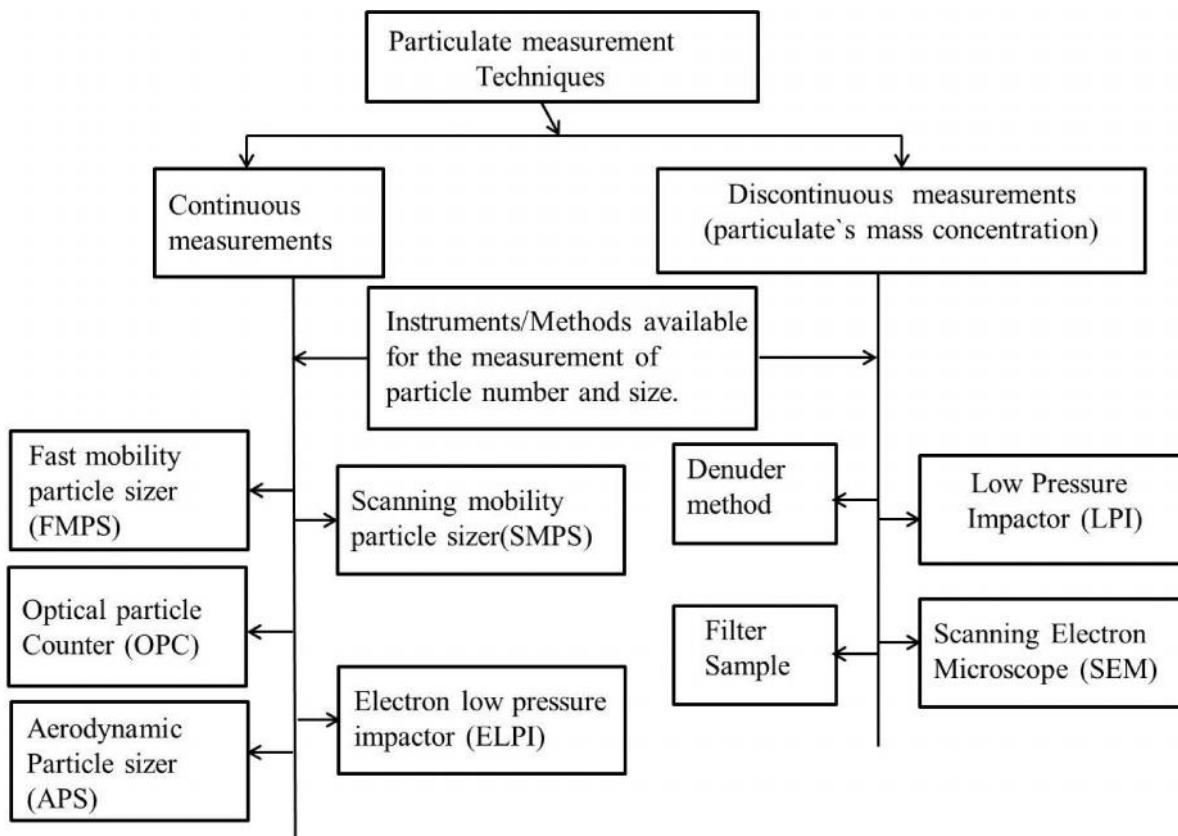 Particulate measurement
Techniques
Continuous
measurements
Discontinuous measurements
(particulate`s mass concentration)
Instruments/Methods available
for the measurement of
particle number and size.
Fast mobility
particle sizer
(FMPS)
Scanning mobility
particle sizer(SMPS)
Optical particle
Counter (OPC)
Electron low pressure
impactor (ELPI)
Aerodynamic
Particle sizer
(APS)
Denuder
method
Low Pressure
Impactor (LPI)
Filter
Sample
Scanning Electron
Microscope (SEM)